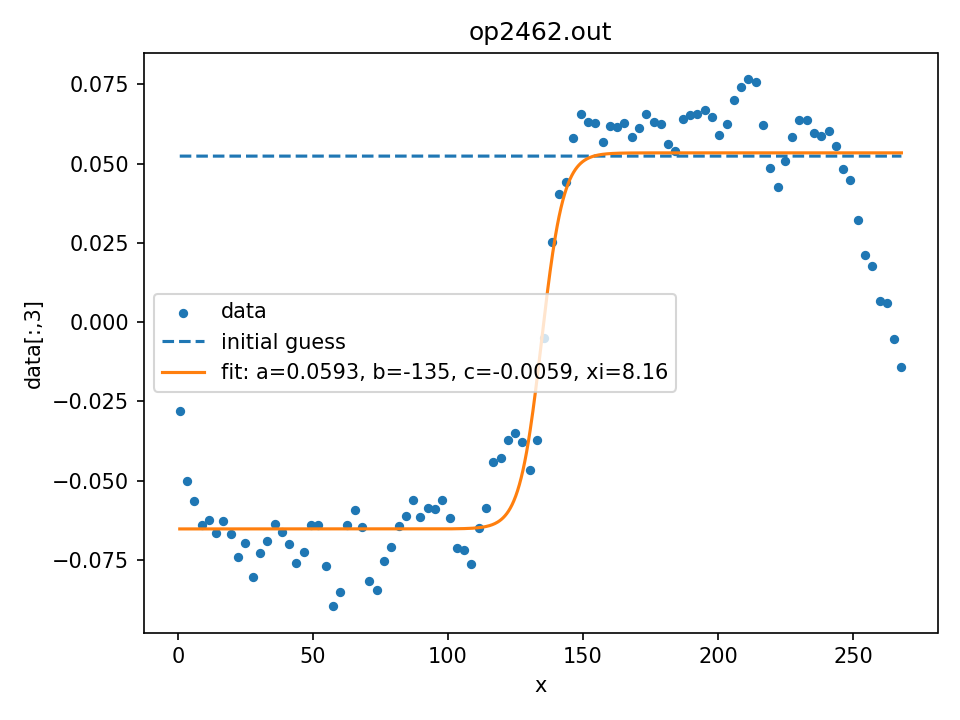 op2462.out
0.075
0.050
0.025
0.000
−0.025
−0.050
−0.075
data[:,3]
data
initial guess
fit: a=0.0593, b=-135, c=-0.0059, xi=8.16
0 50 100 150 200 250
x